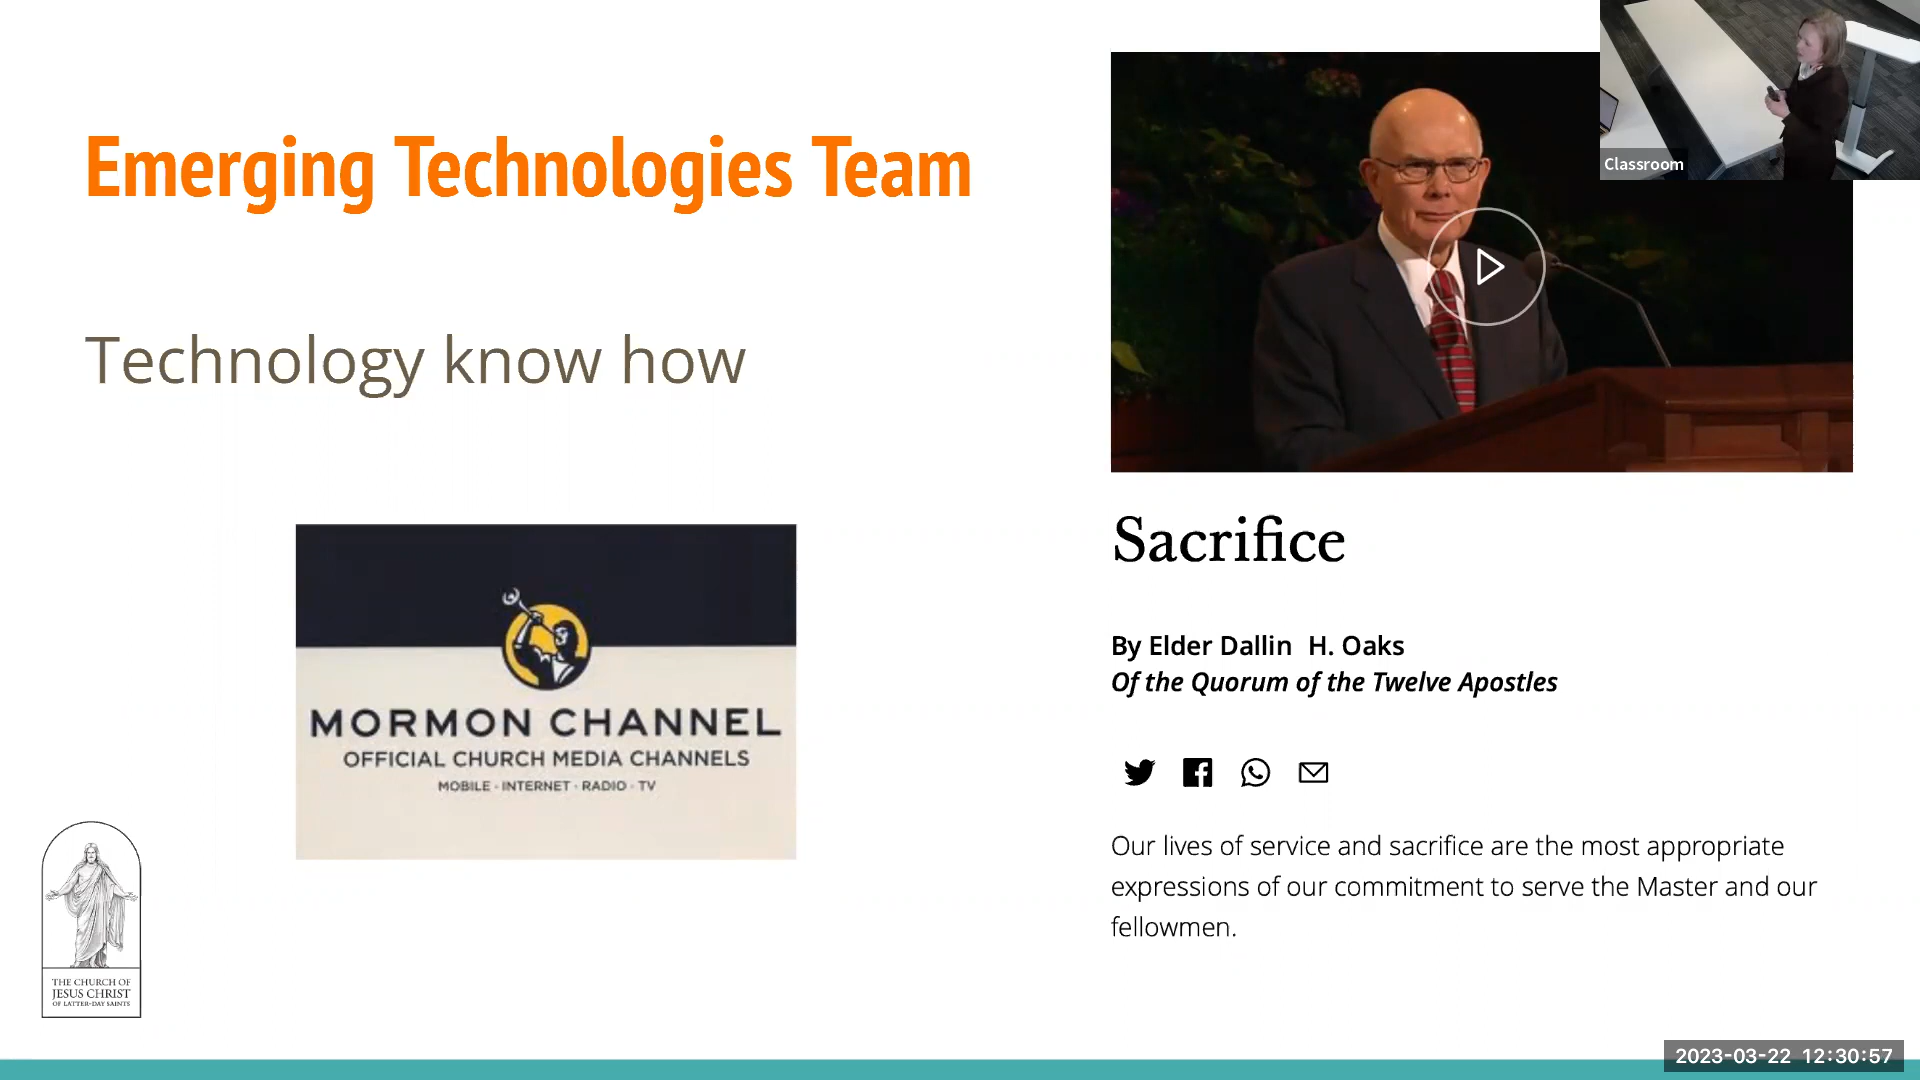 Emerging Technologies Team
Technology know how
MORMON CHANNEL
OFFICIAL CHURCH MEDIA CHANNELS
MOBILE · INTERNET · RADIO · TV
THE CHURCH OF
JESUS CHRIST
OF LATTER-DAY SAINTS
Classroom
Sacrifice
By Elder Dallin  H. Oaks
Of the Quorum of the Twelve Apostles
Our lives of service and sacrifice are the most appropriate
expressions of our commitment to serve the Master and our
fellowmen.
2023-03-22 12:30:57